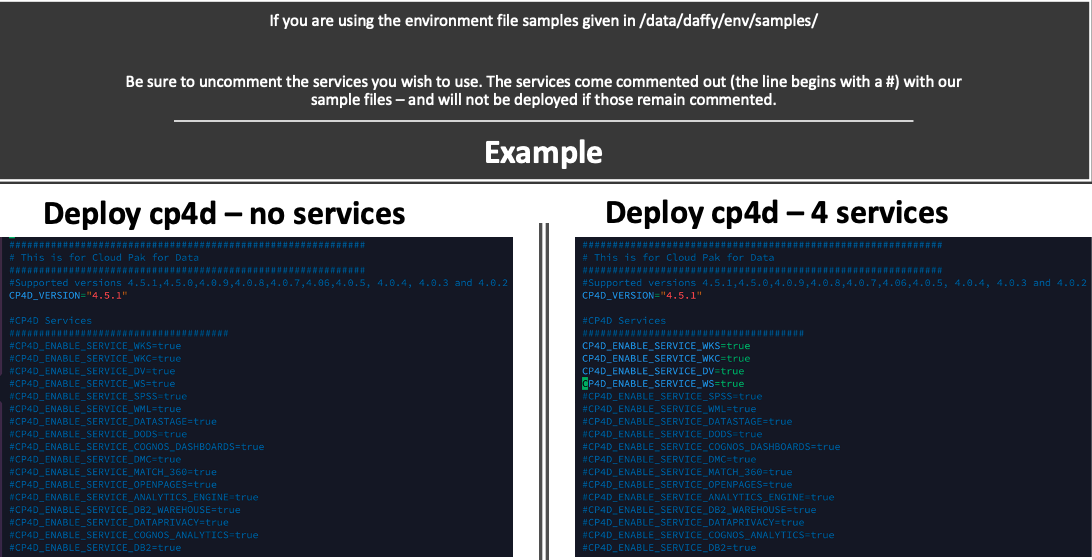 If you are using the environment file samples given in /data/daffy/env/samples/
Be sure to uncomment the services you wish to use. The services come commented out (the line begins with a #) with our
sample files – and will not be deployed if those remain commented.
Example
Deploy cp4d – no services
############################################################
# This is for Cloud Pak for Data
############################################################
#Supported versions 4.5.1,4.5.0,4.0.9,4.0.8,4.0.7,4.06,4.0.5, 4.0.4, 4.0.3 and 4.0.2
CP4D_VERSION="4.5.1"
#CP4D Services
#####################################
#CP4D_ENABLE_SERVICE_WKS=true
#CP4D_ENABLE_SERVICE_WKC=true
#CP4D_ENABLE_SERVICE_DV=true
#CP4D_ENABLE_SERVICE_WS=true
#CP4D_ENABLE_SERVICE_SPSS=true
#CP4D_ENABLE_SERVICE_WML=true
#CP4D_ENABLE_SERVICE_DATASTAGE=true
#CP4D_ENABLE_SERVICE_DODS=true
#CP4D_ENABLE_SERVICE_COGNOS_DASHBOARDS=true
#CP4D_ENABLE_SERVICE_DMC=true
#CP4D_ENABLE_SERVICE_MATCH_360=true
#CP4D_ENABLE_SERVICE_OPENPAGES=true
#CP4D_ENABLE_SERVICE_ANALYTICS_ENGINE=true
#CP4D_ENABLE_SERVICE_DB2_WAREHOUSE=true
#CP4D_ENABLE_SERVICE_DATAPRIVACY=true
#CP4D_ENABLE_SERVICE_COGNOS_ANALYTICS=true
#CP4D_ENABLE_SERVICE_DB2=true
Deploy cp4d – 4 services
############################################################
# This is for Cloud Pak for Data
############################################################
#Supported versions 4.5.1,4.5.0,4.0.9,4.0.8,4.0.7,4.06,4.0.5, 4.0.4, 4.0.3 and 4.0.2
CP4D_VERSION="4.5.1"
#CP4D Services
#####################################
CP4D_ENABLE_SERVICE_WKS=true
CP4D_ENABLE_SERVICE_WKC=true
CP4D_ENABLE_SERVICE_DV=true
CP4D_ENABLE_SERVICE_WS=true
#CP4D_ENABLE_SERVICE_SPSS=true
#CP4D_ENABLE_SERVICE_WML=true
#CP4D_ENABLE_SERVICE_DATASTAGE=true
#CP4D_ENABLE_SERVICE_DODS=true
#CP4D_ENABLE_SERVICE_COGNOS_DASHBOARDS=true
#CP4D_ENABLE_SERVICE_DMC=true
#CP4D_ENABLE_SERVICE_MATCH_360=true
#CP4D_ENABLE_SERVICE_OPENPAGES=true
#CP4D_ENABLE_SERVICE_ANALYTICS_ENGINE=true
#CP4D_ENABLE_SERVICE_DB2_WAREHOUSE=true
#CP4D_ENABLE_SERVICE_DATAPRIVACY=true
#CP4D_ENABLE_SERVICE_COGNOS_ANALYTICS=true
#CP4D_ENABLE_SERVICE_DB2=true